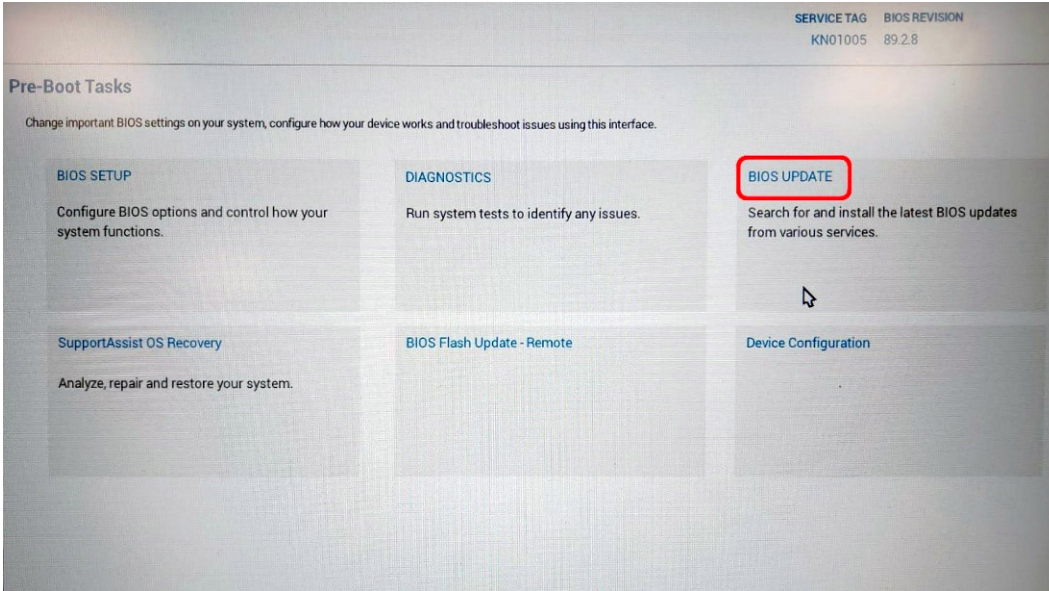 SERVICE TAG BIOS REVISION
KN01005 89.2.8
Pre-Boot Tasks
Change important BIOS settings on your system, configure how your device works and troubleshoot issues using this interface.
BIOS SETUP
Configure BIOS options and control how your
system functions.
DIAGNOSTICS
Run system tests to identify any issues.
BIOS UPDATE
Search for and install the latest BIOS updates
from various services.
SupportAssist OS Recovery
Analyze, repair and restore your system.
BIOS Flash Update - Remote
Device Configuration